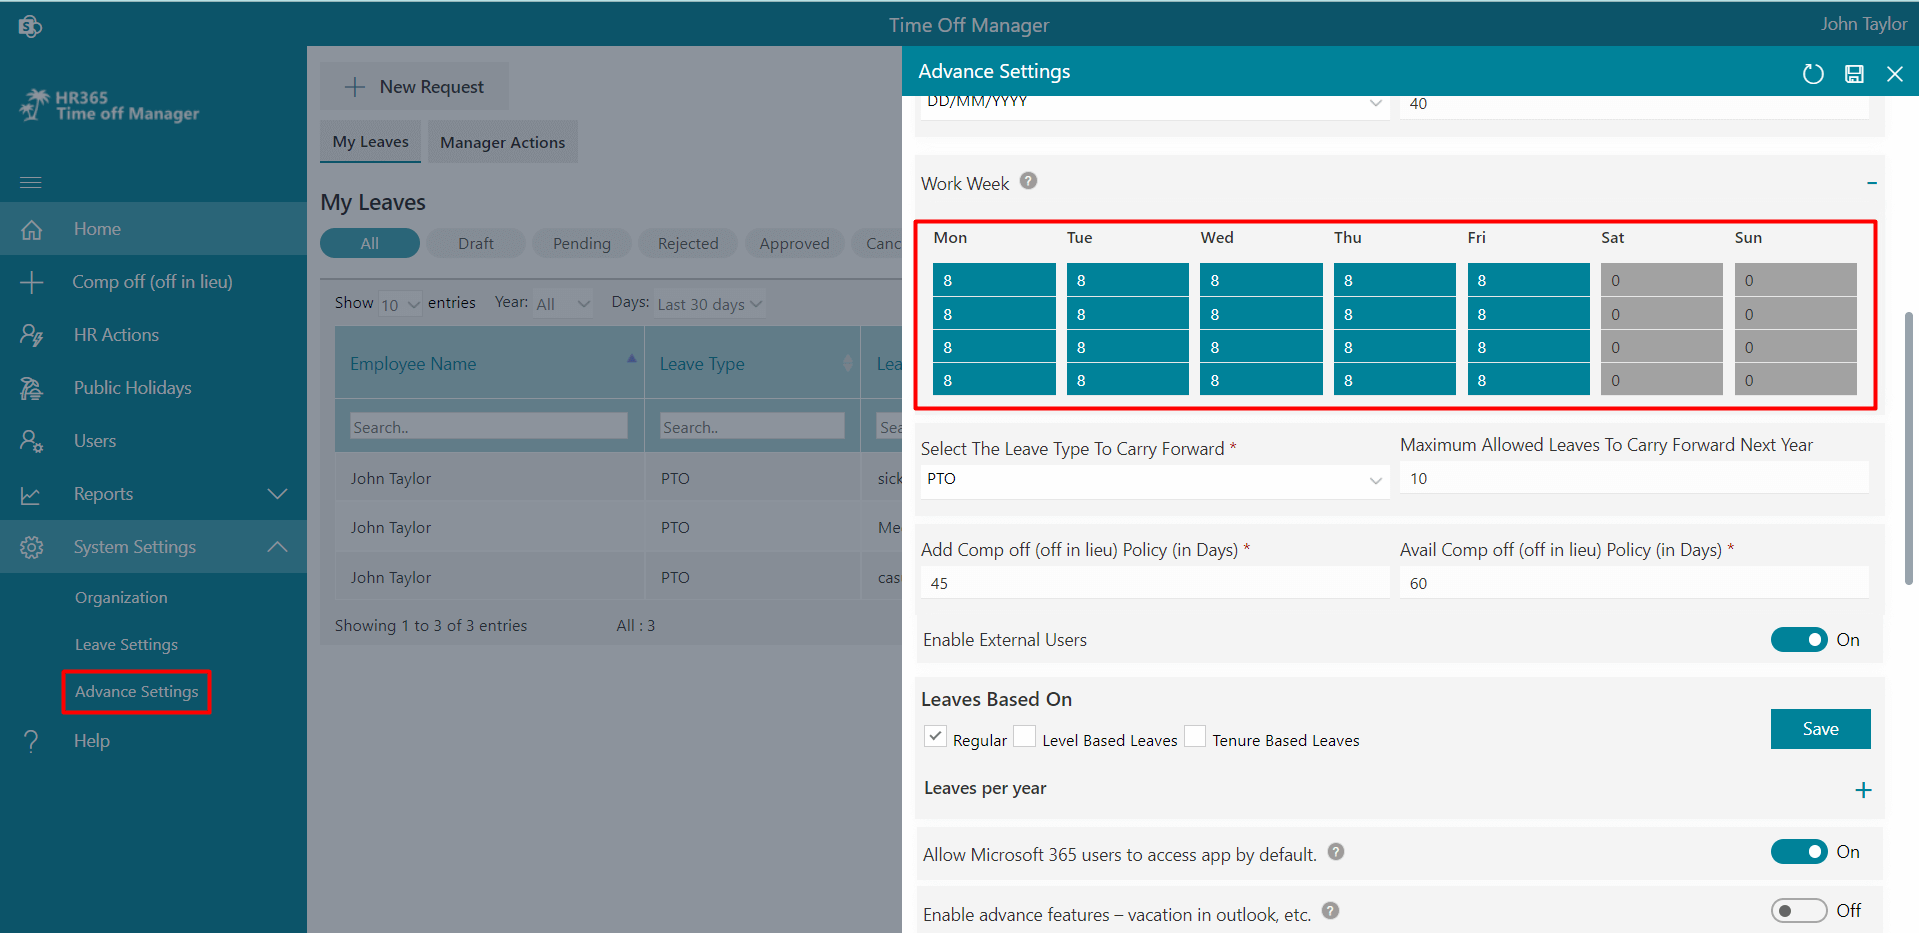 Time Off Manager
John Taylor
HR365
Time off Manager
Home
Comp off (off in lieu)
HR Actions
Public Holidays
Users
Reports
System Settings
Organization
Leave Settings
Advance Settings
? Help
+ New Request
My Leaves
Manager Actions
My Leaves
All Draft Pending Rejected Approved Canc
Show 10 entries Year: All Days: Last 30 days
Employee Name Leave Type Lea
Search.. Search.. Sea
John Taylor PTO sick
John Taylor PTO Me
John Taylor PTO cas
Showing 1 to 3 of 3 entries All : 3
Advance Settings
DD/MM/YYYY 40
Work Week ?
Mon Tue Wed Thu Fri Sat Sun
8 8 8 8 8 0 0
8 8 8 8 8 0 0
8 8 8 8 8 0 0
8 8 8 8 8 0 0
Select The Leave Type To Carry Forward * Maximum Allowed Leaves To Carry Forward Next Year
PTO 10
Add Comp off (off in lieu) Policy (in Days) * Avail Comp off (off in lieu) Policy (in Days) *
45 60
Enable External Users On
Leaves Based On
Regular Level Based Leaves Tenure Based Leaves
Save
Leaves per year +
Allow Microsoft 365 users to access app by default. ? On
Enable advance features – vacation in outlook, etc. ? Off